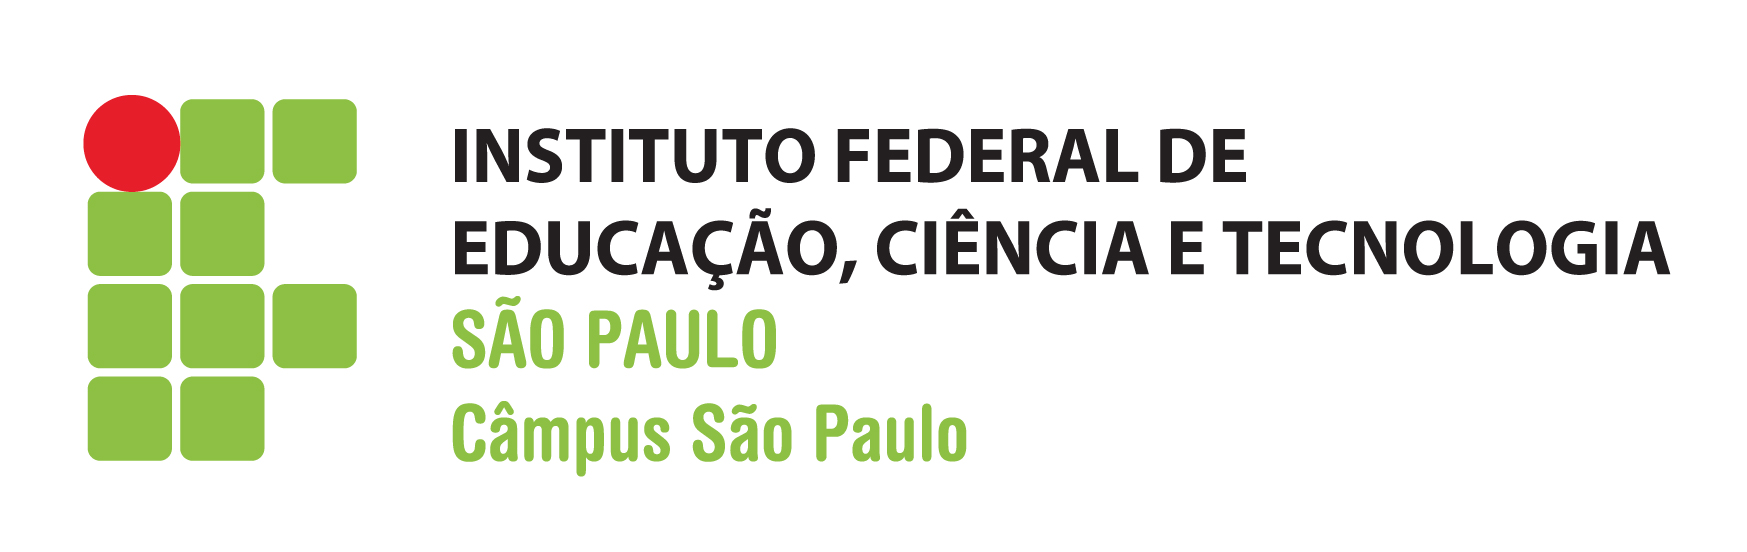 INSTITUTO FEDERAL DE
EDUCAÇÃO, CIÊNCIA E TECNOLOGIA
SÃO PAULO
Câmpus São Paulo